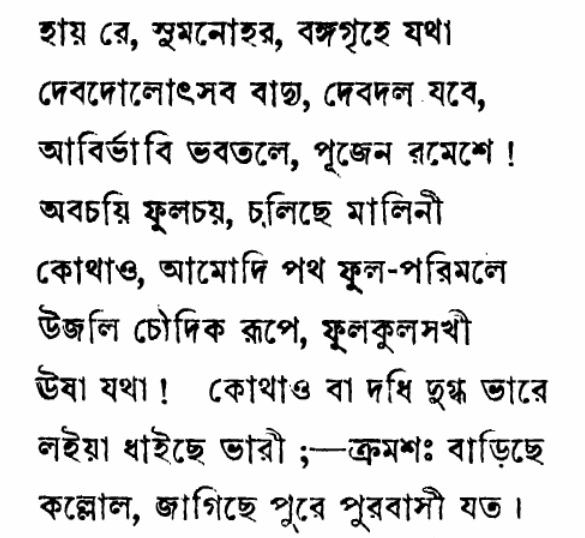 হায় রে, সুমনোহর, বঙ্গগৃহে যথা
দেবদোলোৎসব বাদ্য, দেবদল যবে,
আবির্ভাবি ভবতলে, পূজেন রমেশে !
অবচয়ি ফুলচয়, চলিছে মালিনী
কোথাও, আমোদি পথ ফুল-পরিমলে
উজলি চৌদিক রূপে, ফুলকুলসখী
ঊষা যথা ! কোথাও বা দধি দুগ্ধ ভারে
লইয়া ধাইছে ভারী ;—ক্রমশঃ বাড়িছে
কল্লোল, জাগিছে পুরে পুরবাসী যত ।